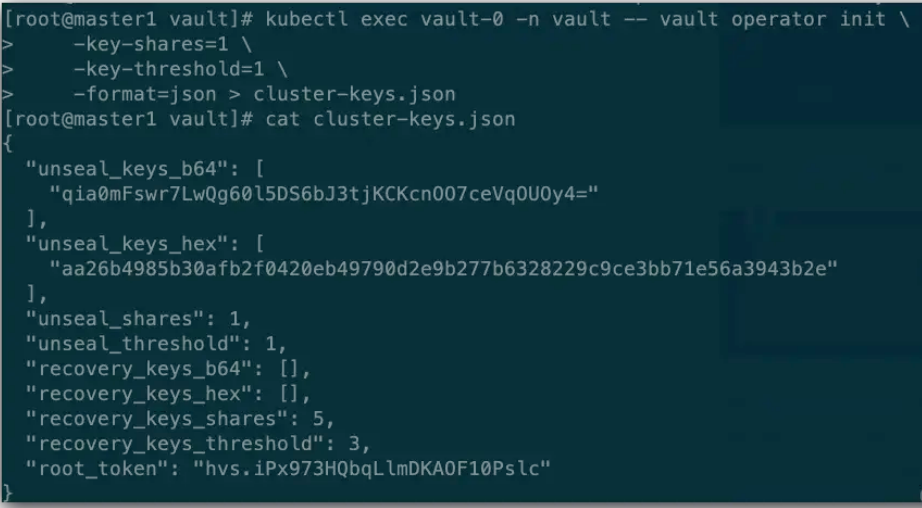 [root@master1 vault]# kubectl exec vault-0 -n vault -- vault operator init \
>     -key-shares=1 \
>     -key-threshold=1 \
>     -format=json > cluster-keys.json
[root@master1 vault]# cat cluster-keys.json
{
  "unseal_keys_b64": [
    "qia0mFswr7LwQg60l5DS6bJ3tjKCKcnOO7ceVqOUOy4="
  ],
  "unseal_keys_hex": [
    "aa26b4985b30afb2f0420eb49790d2e9b277b6328229c9ce3bb71e56a3943b2e"
  ],
  "unseal_shares": 1,
  "unseal_threshold": 1,
  "recovery_keys_b64": [],
  "recovery_keys_hex": [],
  "recovery_keys_shares": 5,
  "recovery_keys_threshold": 3,
  "root_token": "hvs.iPx973HQbqLlmDKAOF10Pslc"
}